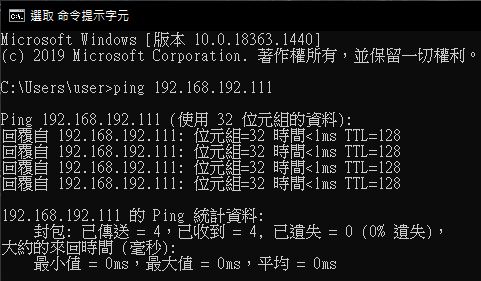 選取 命令提示字元
Microsoft Windows [版本 10.0.18363.1440]
(c) 2019 Microsoft Corporation. 著作權所有，並保留一切權利。
C:\Users\user>ping 192.168.192.111
Ping 192.168.192.111 (使用 32 位元組的資料):
回覆自 192.168.192.111: 位元組=32 時間<1ms TTL=128
回覆自 192.168.192.111: 位元組=32 時間<1ms TTL=128
回覆自 192.168.192.111: 位元組=32 時間<1ms TTL=128
回覆自 192.168.192.111: 位元組=32 時間<1ms TTL=128
192.168.192.111 的 Ping 統計資料:
封包: 已傳送 = 4，已收到 = 4, 已遺失 = 0 (0% 遺失)，
大約的來回時間 (毫秒):
最小值 = 0ms，最大值 = 0ms，平均 = 0ms